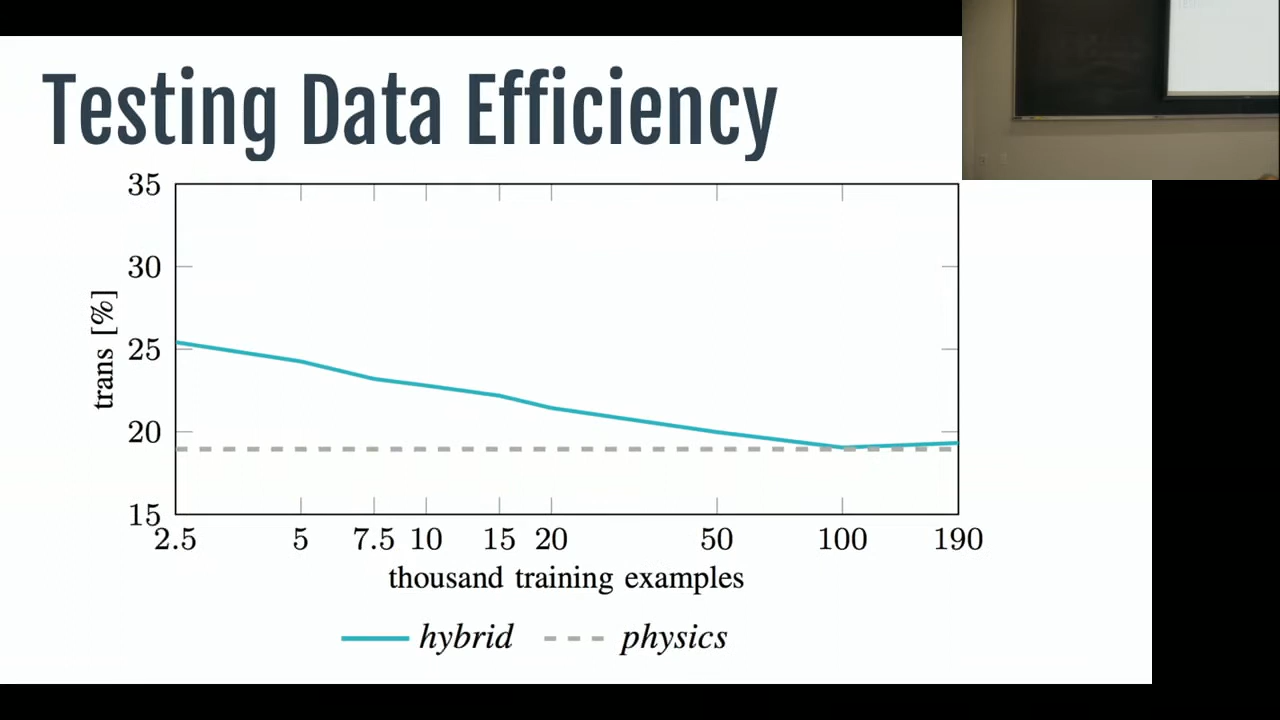 Testing Data Efficiency
35
30
25
20
15
trans [%]
2.5 5 7.5 10 15 20 50 100 190
thousand training examples
hybrid physics